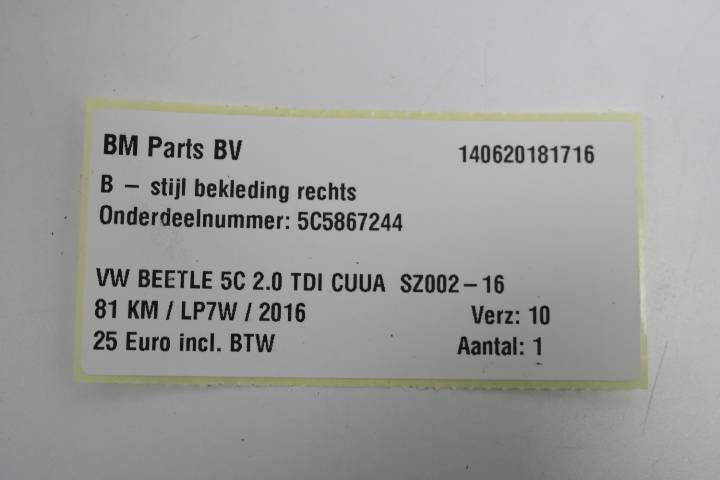 BM Parts BV 140620181716
B – stijl bekleding rechts
Onderdeelnummer: 5C5867244
VW BEETLE 5C 2.0 TDI CUUA SZ002-16
81 KM / LP7W / 2016 Verz: 10
25 Euro incl. BTW Aantal: 1